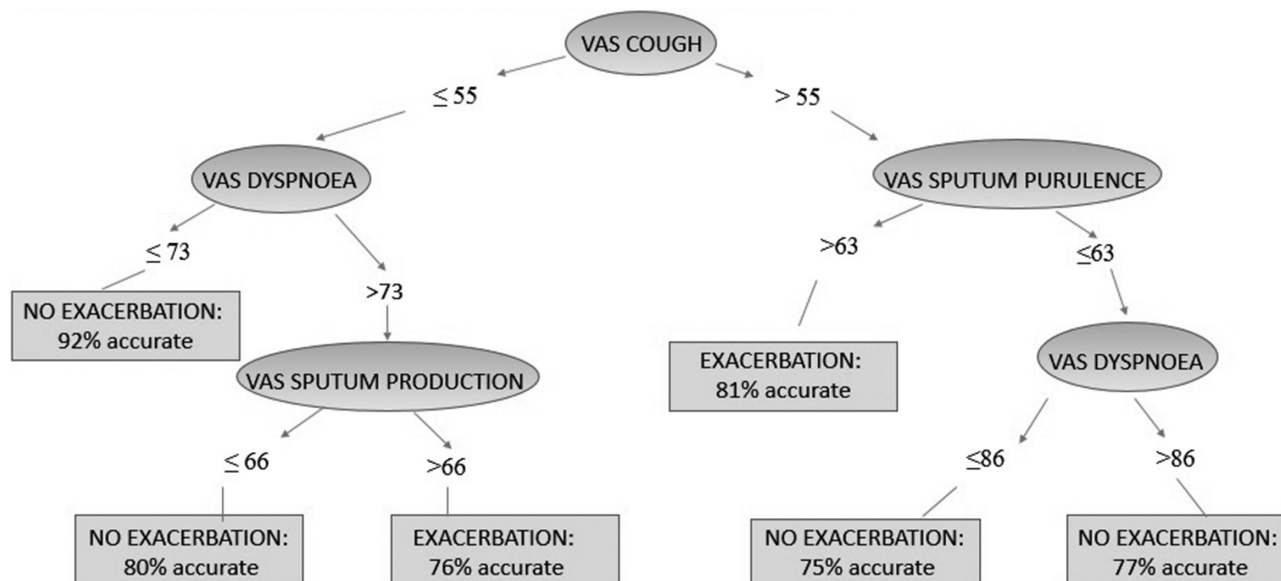 VAS COUGH
≤ 55
> 55
VAS DYSPNOEA
VAS SPUTUM PURULENCE
≤ 73
>73
>63
≤63
NO EXACERBATION:
92% accurate
VAS SPUTUM PRODUCTION
EXACERBATION:
81% accurate
VAS DYSPNOEA
≤ 66
>66
≤86
>86
NO EXACERBATION:
80% accurate
EXACERBATION:
76% accurate
NO EXACERBATION:
75% accurate
NO EXACERBATION:
77% accurate